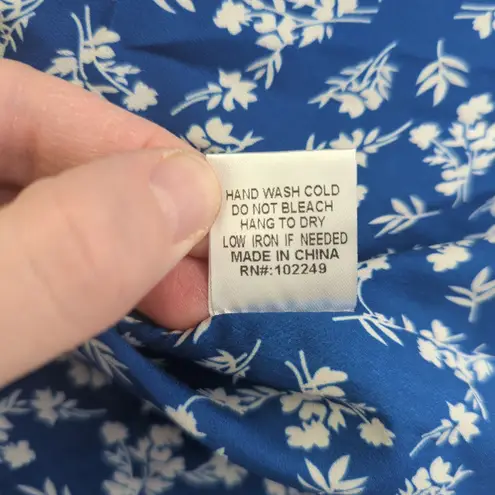 HAND WASH COLD
DO NOT BLEACH
HANG TO DRY
LOW IRON IF NEEDED
MADE IN CHINA
RN#:102249